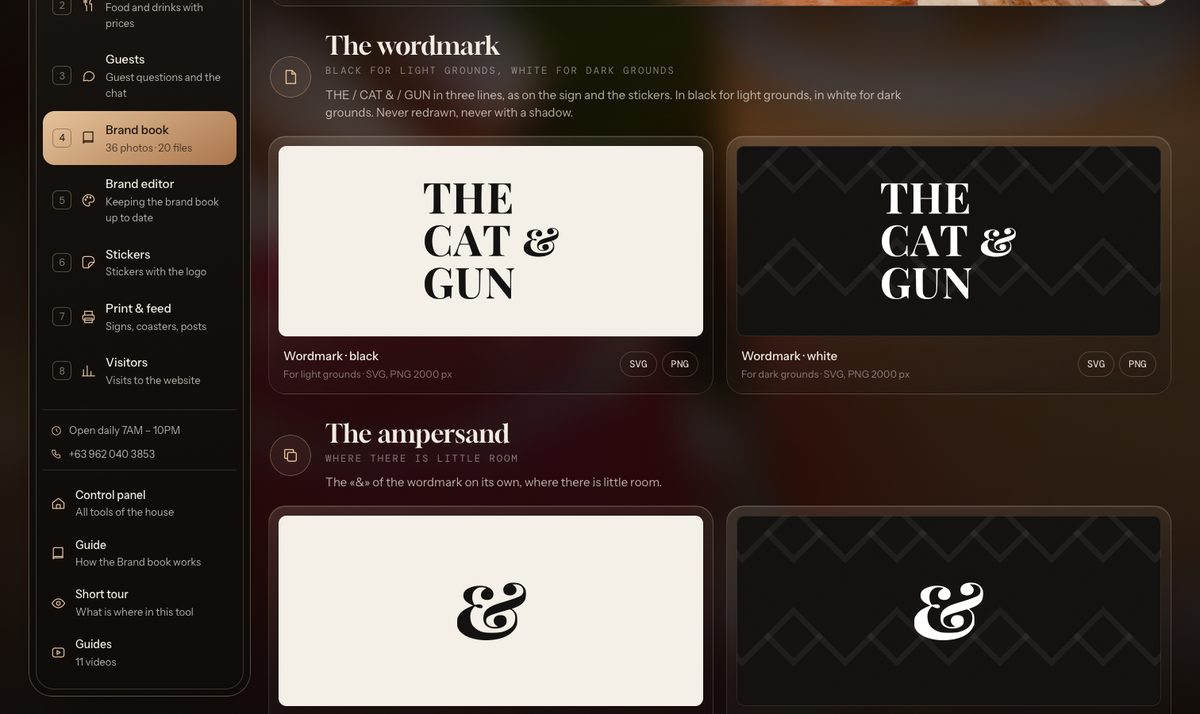 2
Food and drinks with
prices
3
Guests
Guest questions and the
chat
4
Brand book
36 photos · 20 files
5
Brand editor
Keeping the brand book
up to date
6
Stickers
Stickers with the logo
7
Print & feed
Signs, coasters, posts
8
Visitors
Visits to the website
Open daily 7AM – 10PM
+63 962 040 3853
Control panel
All tools of the house
Guide
How the Brand book works
Short tour
What is where in this tool
Guides
11 videos
The wordmark
BLACK FOR LIGHT GROUNDS, WHITE FOR DARK GROUNDS
THE / CAT & / GUN in three lines, as on the sign and the stickers. In black for light grounds, in white for dark
grounds. Never redrawn, never with a shadow.
THE
CAT &
GUN
Wordmark · black
For light grounds · SVG, PNG 2000 px
SVG PNG
THE
CAT &
GUN
Wordmark · white
For dark grounds · SVG, PNG 2000 px
SVG PNG
The ampersand
WHERE THERE IS LITTLE ROOM
The «&» of the wordmark on its own, where there is little room.
&
&